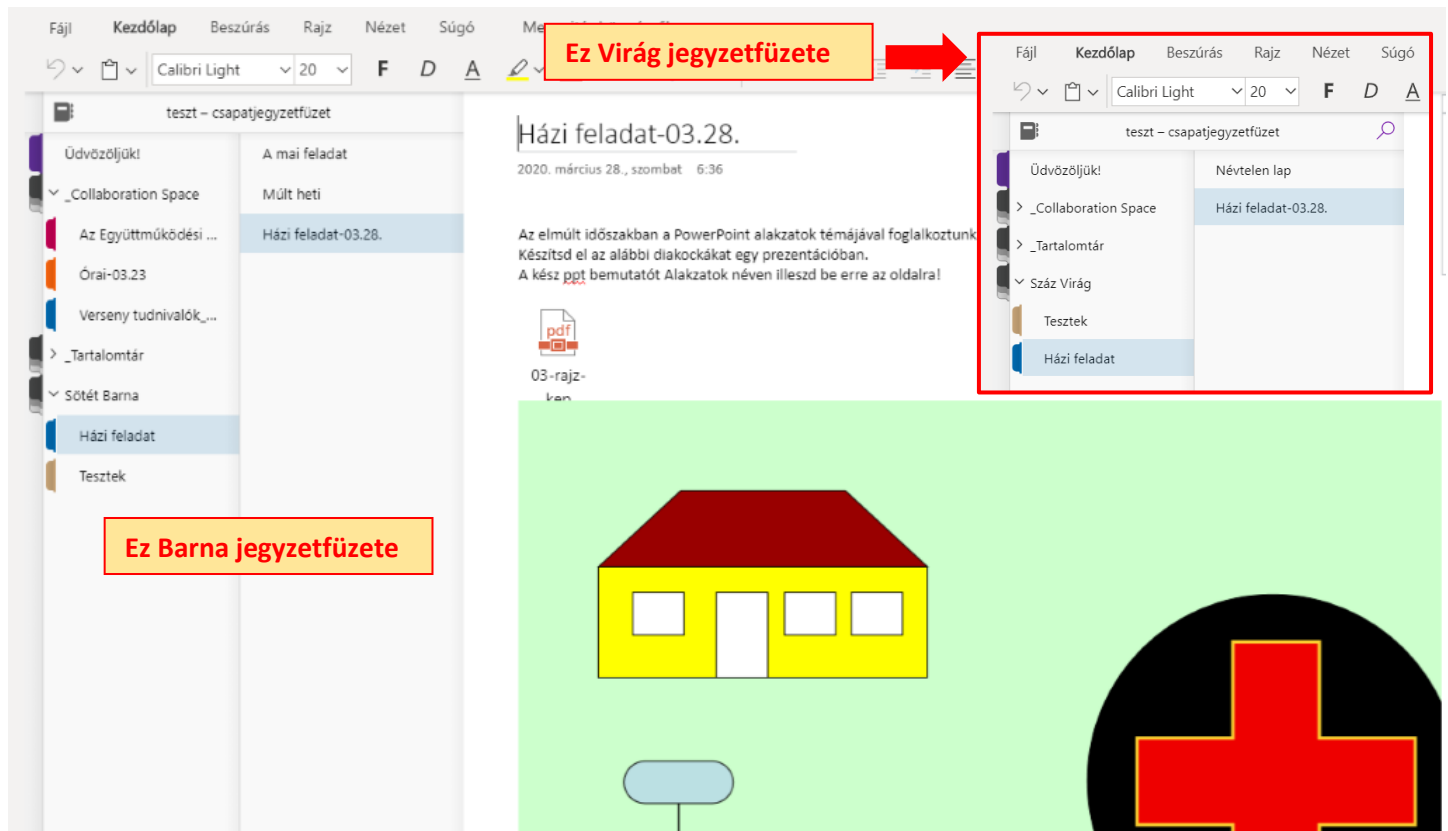 Fájl Kezdőlap Beszúrás Rajz Nézet Súgó
Calibri Light 20 F D A
teszt – csapatjegyzetfüzet
Üdvözöljük!
_Collaboration Space
Az Együttműködési ...
Órai-03.23
Verseny tudnivalók_...
_Tartalomtár
Sötét Barna
Házi feladat
Tesztek
A mai feladat
Múlt heti
Házi feladat-03.28.
Ez Barna jegyzetfüzete
Házi feladat-03.28.
2020. március 28., szombat 6:36
Az elmúlt időszakban a PowerPoint alakzatok témájával foglalkoztunk
Készítsd el az alábbi diakockákat egy prezentációban.
A kész ppt bemutatót Alakzatok néven illeszd be erre az oldalra!
pdf
03-rajz-
ken
Ez Virág jegyzetfüzete
Fájl Kezdőlap Beszúrás Rajz Nézet Súgó
Calibri Light 20 F D A
teszt – csapatjegyzetfüzet
Üdvözöljük!
_Collaboration Space
_Tartalomtár
Száz Virág
Tesztek
Házi feladat
Névtelen lap
Házi feladat-03.28.